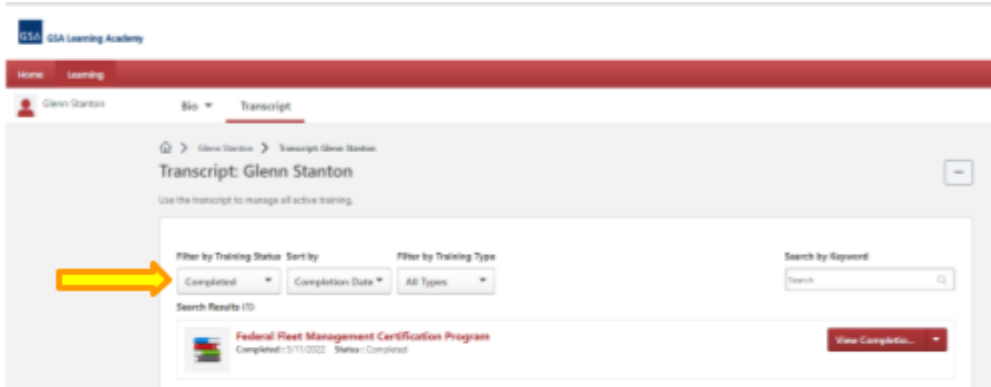 GSA GSA Learning Academy
Home Learning
Glenn Stanton Bio Transcript
Glenn Stanton Transcript: Glenn Stanton
Transcript: Glenn Stanton
Use the transcript to manage all active training.
Filter by Training Status Sort by Filter by Training Type Search by Keyword
Completed Completion Date All Types Search
Search Results (7)
Federal Fleet Management Certification Program
Completed : 5/11/2022 Status : Completed
View Completio...